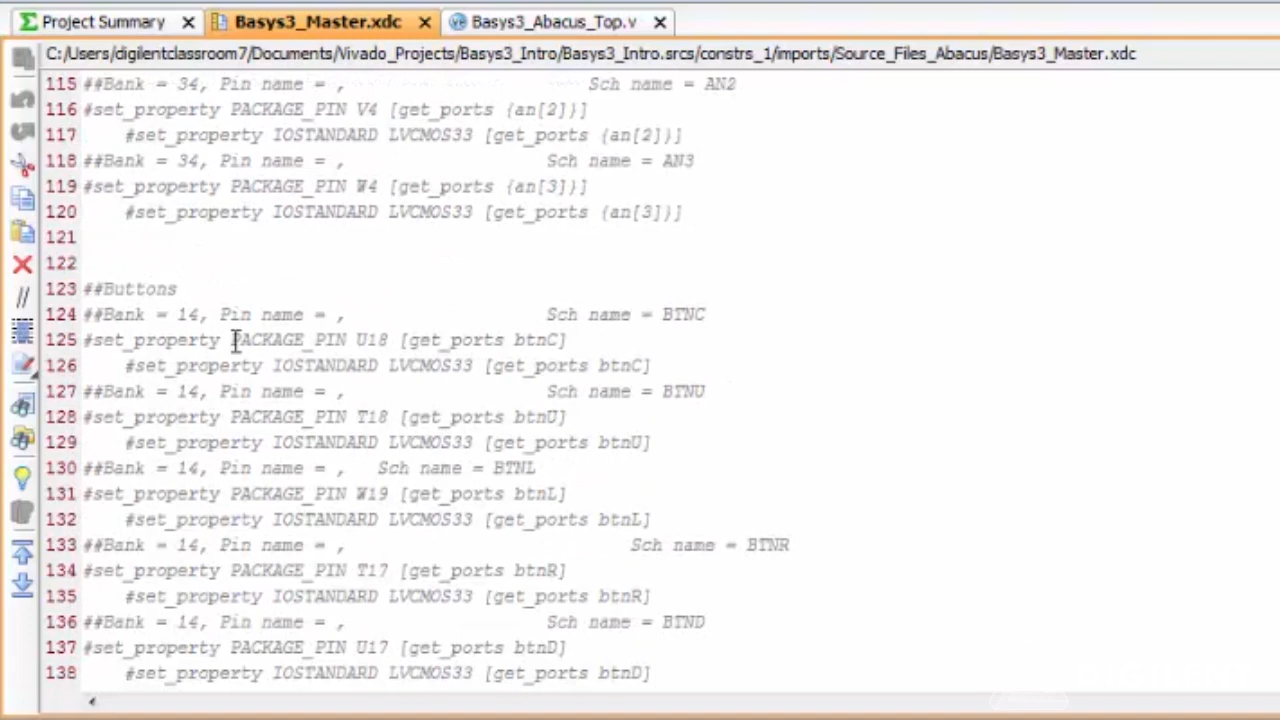 Project Summary × Basys3_Master.xdc × Basys3_Abacus_Top.v ×
C:/Users/digilentclassroom7/Documents/Vivado_Projects/Basys3_Intro/Basys3_Intro.srcs/constrs_1/imports/Source_Files_Abacus/Basys3_Master.xdc
115 ##Bank = 34, Pin name = , Sch name = AN2
116 #set_property PACKAGE_PIN V4 [get_ports {an[2]}]
117 #set_property IOSTANDARD LVCMOS33 [get_ports {an[2]}]
118 ##Bank = 34, Pin name = , Sch name = AN3
119 #set_property PACKAGE_PIN W4 [get_ports {an[3]}]
120 #set_property IOSTANDARD LVCMOS33 [get_ports {an[3]}]
121
122
123 ##Buttons
124 ##Bank = 14, Pin name = , Sch name = BTNC
125 #set_property PACKAGE_PIN U18 [get_ports btnC]
126 #set_property IOSTANDARD LVCMOS33 [get_ports btnC]
127 ##Bank = 14, Pin name = , Sch name = BTNU
128 #set_property PACKAGE_PIN T18 [get_ports btnU]
129 #set_property IOSTANDARD LVCMOS33 [get_ports btnU]
130 ##Bank = 14, Pin name = , Sch name = BTNL
131 #set_property PACKAGE_PIN W19 [get_ports btnL]
132 #set_property IOSTANDARD LVCMOS33 [get_ports btnL]
133 ##Bank = 14, Pin name = , Sch name = BTNR
134 #set_property PACKAGE_PIN T17 [get_ports btnR]
135 #set_property IOSTANDARD LVCMOS33 [get_ports btnR]
136 ##Bank = 14, Pin name = , Sch name = BTND
137 #set_property PACKAGE_PIN U17 [get_ports btnD]
138 #set_property IOSTANDARD LVCMOS33 [get_ports btnD]